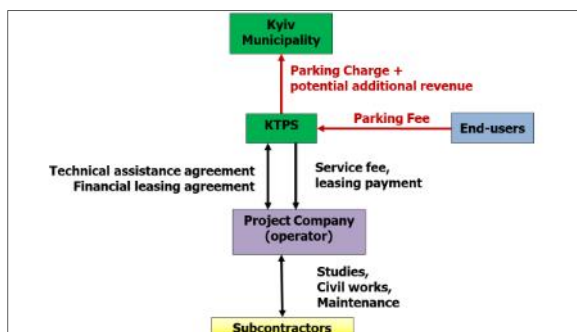 Kyiv
Municipality
Parking Charge +
potential additional revenue
Parking Fee
KTPS
End-users
Technical assistance agreement
Financial leasing agreement
Service fee,
leasing payment
Project Company
(operator)
Studies,
Civil works,
Maintenance
Subcontractors